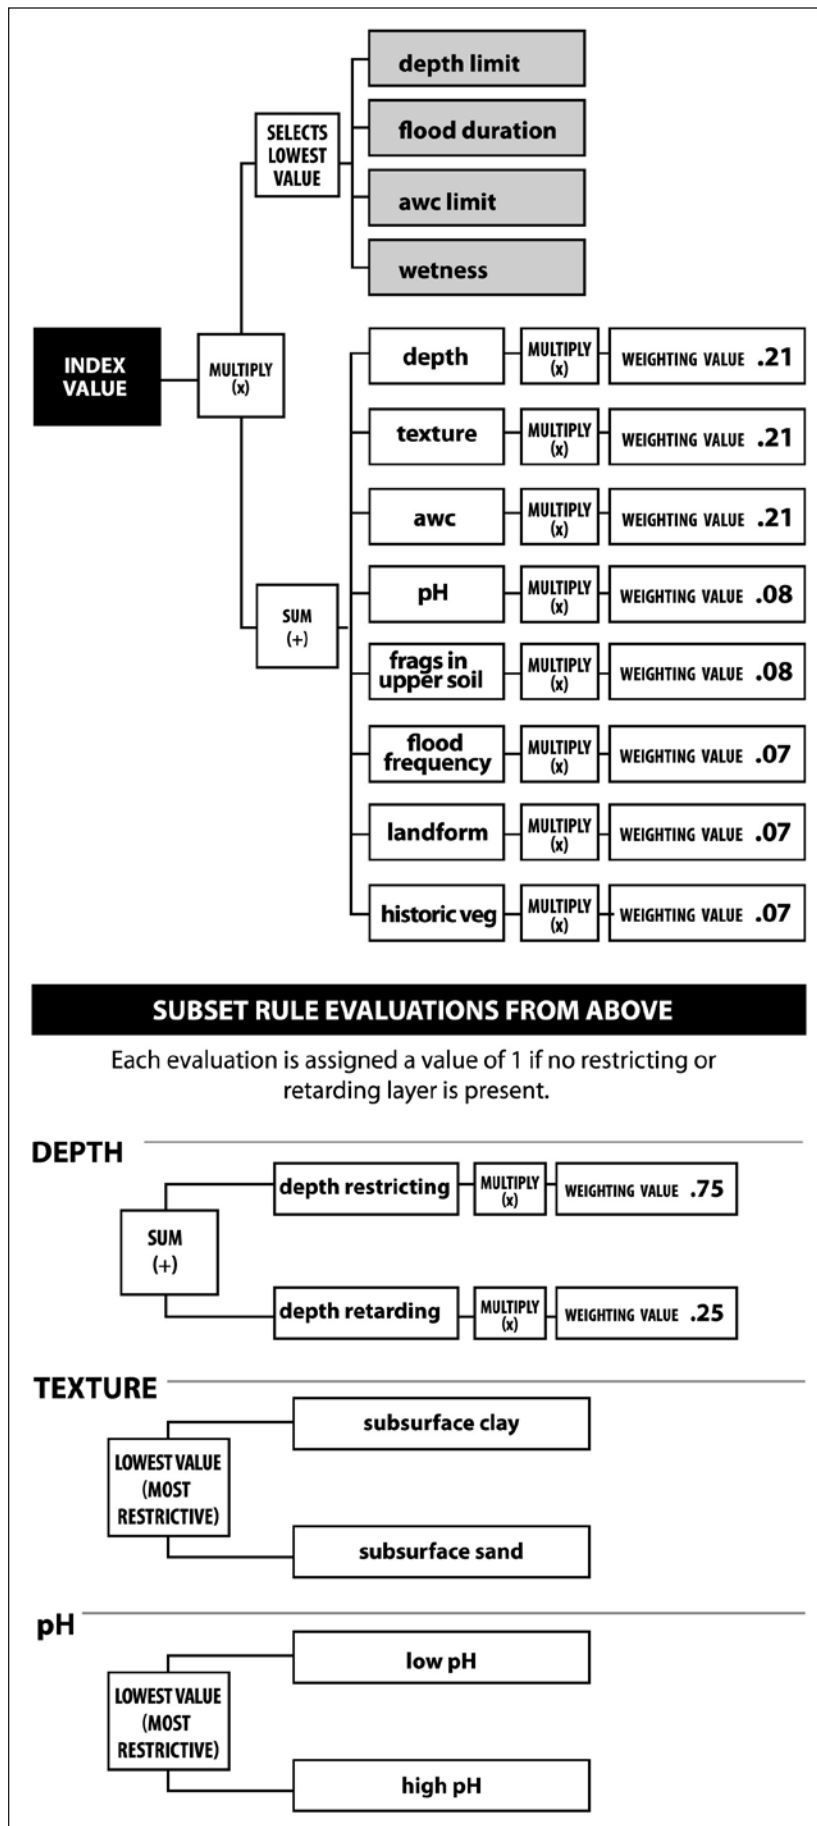 depth limit
flood duration
awc limit
wetness
SELECTS
LOWEST
VALUE
INDEX
VALUE
MULTIPLY
(x)
SUM
(+)
depth
MULTIPLY
(x)
WEIGHTING VALUE .21
texture
MULTIPLY
(x)
WEIGHTING VALUE .21
awc
MULTIPLY
(x)
WEIGHTING VALUE .21
pH
MULTIPLY
(x)
WEIGHTING VALUE .08
frags in
upper soil
MULTIPLY
(x)
WEIGHTING VALUE .08
flood
frequency
MULTIPLY
(x)
WEIGHTING VALUE .07
landform
MULTIPLY
(x)
WEIGHTING VALUE .07
historic veg
MULTIPLY
(x)
WEIGHTING VALUE .07
SUBSET RULE EVALUATIONS FROM ABOVE
Each evaluation is assigned a value of 1 if no restricting or
retarding layer is present.
DEPTH
SUM
(+)
depth restricting
MULTIPLY
(x)
WEIGHTING VALUE .75
depth retarding
MULTIPLY
(x)
WEIGHTING VALUE .25
TEXTURE
LOWEST VALUE
(MOST
RESTRICTIVE)
subsurface clay
subsurface sand
pH
LOWEST VALUE
(MOST
RESTRICTIVE)
low pH
high pH